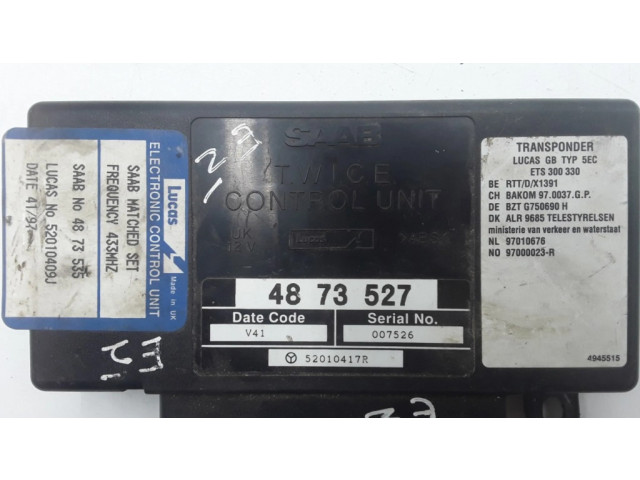 Lucas
Made in UK
ELECTRONIC CONTROL UNIT
SAAB MATCHED SET
FREQUENCY 433MHZ
SAAB No 48 73 535
LUCAS No 52010409J
DATE 41/97
SAAB
TWICE
CONTROL UNIT
UK
12V
Lucas
48 73 527
Date Code
Serial No.
V41
007526
52010417R
TRANSPONDER
LUCAS GB TYP 5EC
ETS 300 330
BE RTT/D/X1391
CH BAKOM 97.0037.G.P.
DE BZT G750690 H
DK ALR 9685 TELESTYRELSEN
ministerie van verkeer en waterstaat
NL 97010676
NO 97000023-R
4945515